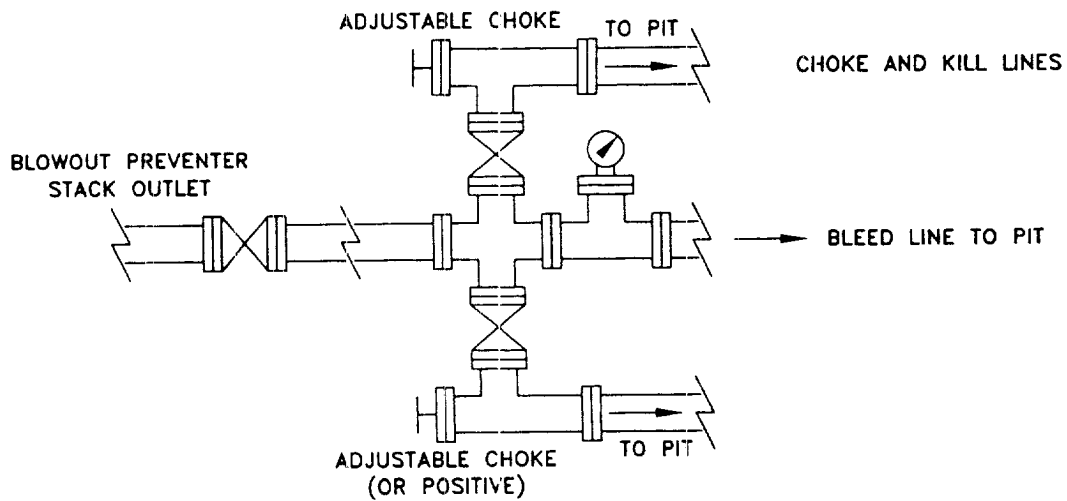 ADJUSTABLE CHOKE
TO PIT
CHOKE AND KILL LINES
BLOWOUT PREVENTER
STACK OUTLET
BLEED LINE TO PIT
TO PIT
ADJUSTABLE CHOKE
(OR POSITIVE)